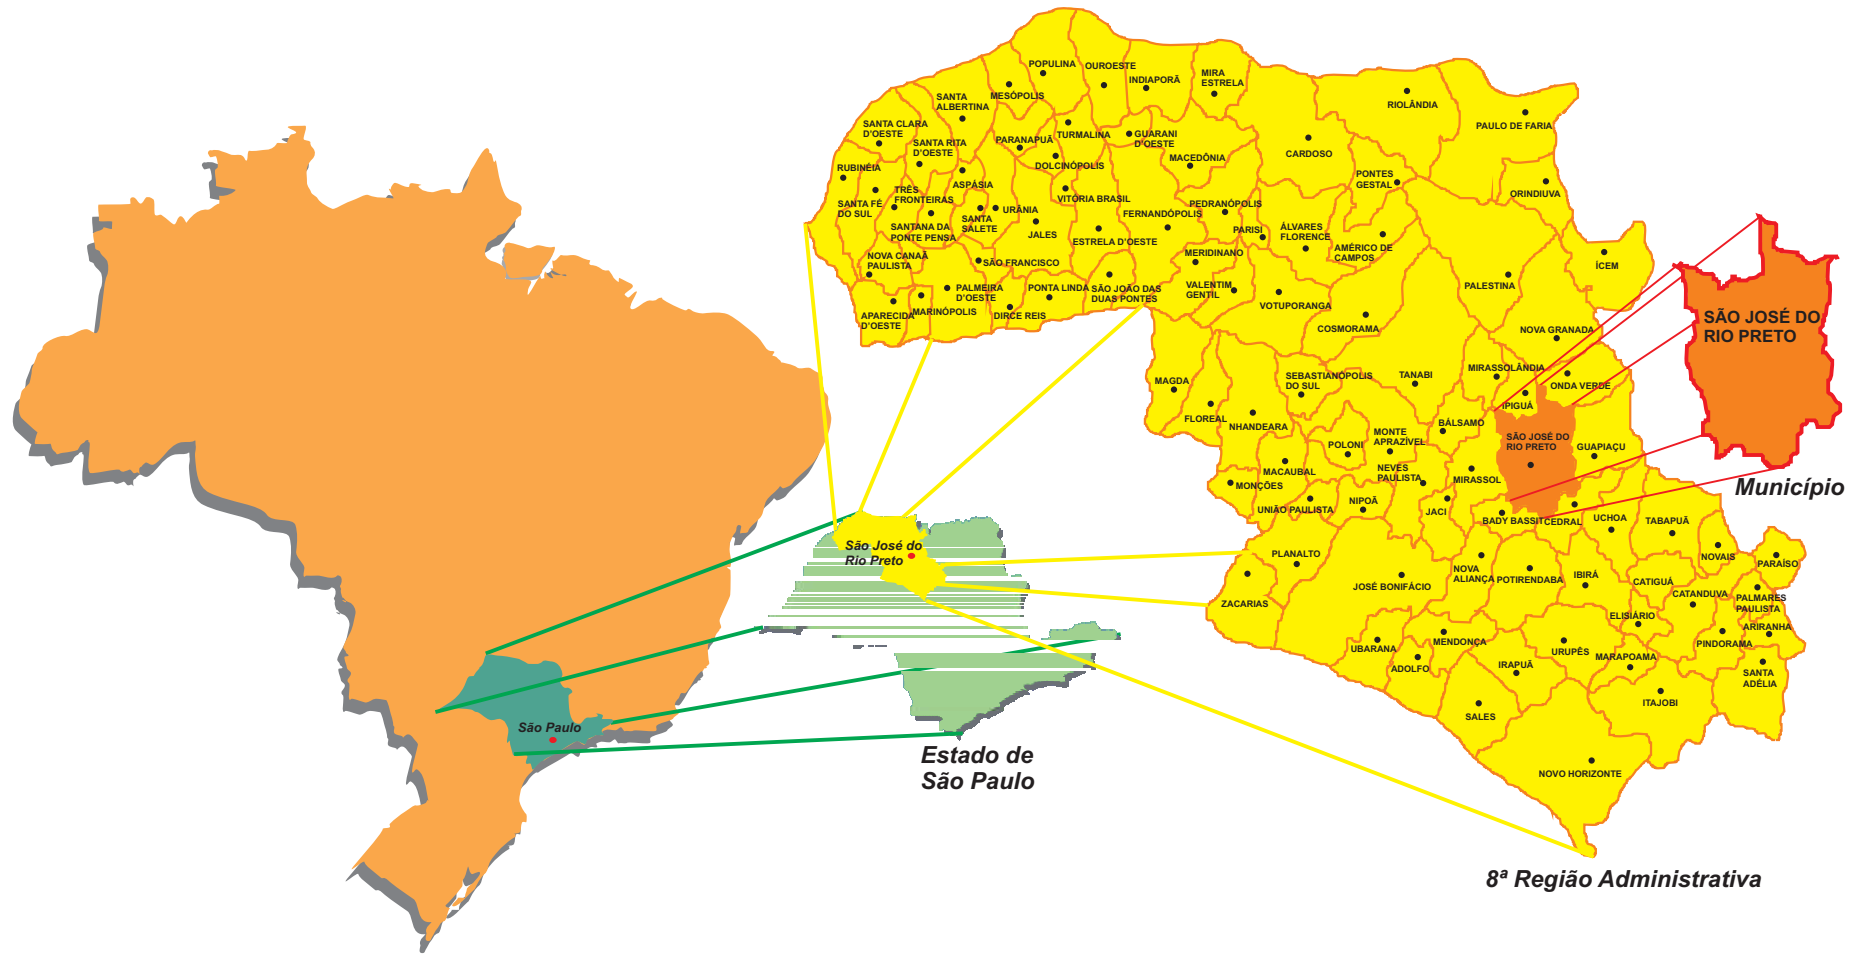 POPULINA
OUROESTE
INDIAPORÃ
MIRA
ESTRELA
MESÓPOLIS
SANTA
ALBERTINA
RIOLÂNDIA
PAULO DE FARIA
SANTA CLARA
D'OESTE
SANTA RITA
D'OESTE
PARANAPUÃ
TURMALINA
GUARANI
D'OESTE
CARDOSO
MACEDÔNIA
DOLCINÓPOLIS
RUBINÉIA
ASPÁSIA
PONTES
GESTAL
ORINDIUVA
SANTA FÉ
DO SUL
TRÊS
FRONTEIRAS
VITÓRIA BRASIL
URÂNIA
SANTA
SALETE
FERNANDÓPOLIS
PEDRANÓPOLIS
SANTANA DA
PONTE PENSA
JALES
ESTRELA D'OESTE
PARISI
ÁLVARES
FLORENCE
AMÉRICO DE
CAMPOS
NOVA CANAÃ
PAULISTA
SÃO FRANCISCO
MERIDINANO
ÍCEM
PALMEIRA
D'OESTE
PONTA LINDA
SÃO JOÃO DAS
DUAS PONTES
VALENTIM
GENTIL
VOTUPORANGA
PALESTINA
APARECIDA
D'OESTE
MARINÓPOLIS
DIRCE REIS
COSMORAMA
NOVA GRANADA
SÃO JOSÉ DO
RIO PRETO
MAGDA
SEBASTIANÓPOLIS
DO SUL
TANABI
MIRASSOLÂNDIA
ONDA VERDE
FLOREAL
NHANDEARA
IPIGUÁ
BÁLSAMO
MONTE
APRAZÍVEL
POLONI
SÃO JOSÉ DO
RIO PRETO
GUAPIAÇU
MACAUBAL
NEVES
PAULISTA
MIRASSOL
MONÇÕES
Município
UNIÃO PAULISTA
NIPOÃ
JACI
BADY BASSIT
CEDRAL
UCHOA
TABAPUÃ
São José do
Rio Preto
PLANALTO
NOVAIS
PARAÍSO
ZACARIAS
JOSÉ BONIFÁCIO
NOVA
ALIANÇA
POTIRENDABA
IBIRÁ
CATIGUÁ
CATANDUVA
PALMARES
PAULISTA
ELISIÁRIO
ARIRANHA
UBARANA
MENDONÇA
PINDORAMA
ADOLFO
IRAPUÃ
URUPÊS
MARAPOAMA
SANTA
ADÉLIA
SALES
ITAJOBI
São Paulo
Estado de
São Paulo
NOVO HORIZONTE
8ª Região Administrativa